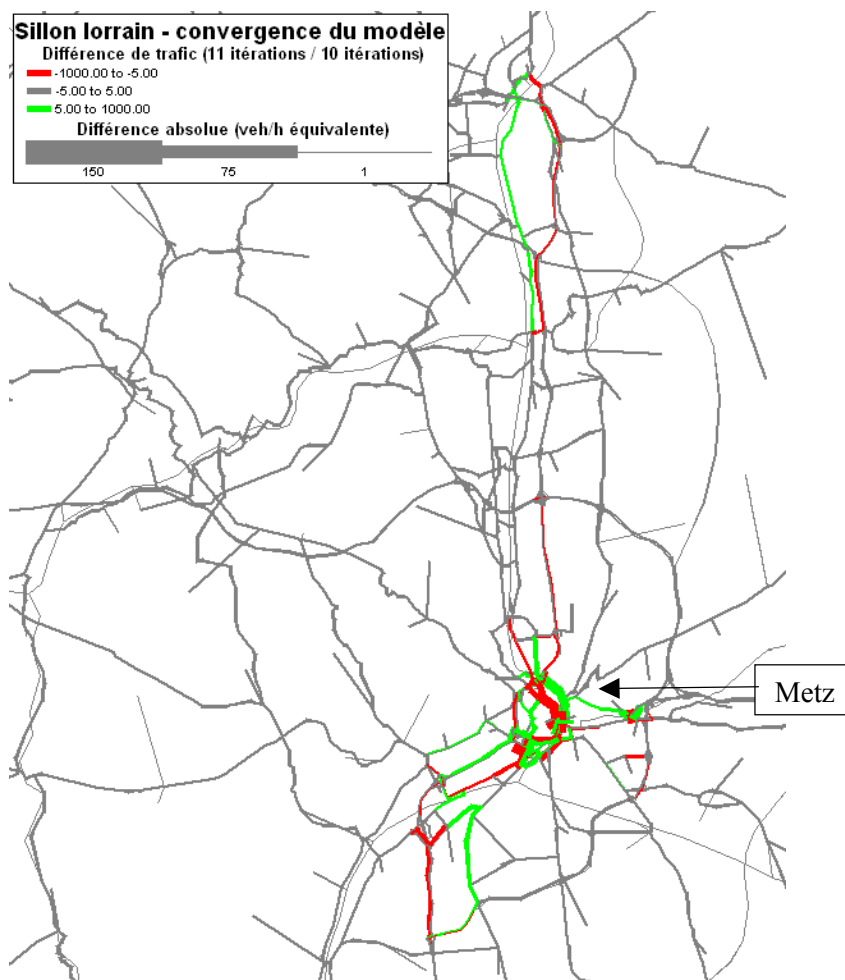 Sillon lorrain - convergence du modèle
Différence de trafic (11 itérations / 10 itérations)
-1000.00 to -5.00
-5.00 to 5.00
5.00 to 1000.00
Différence absolue (veh/h équivalente)
150 75 1
Metz